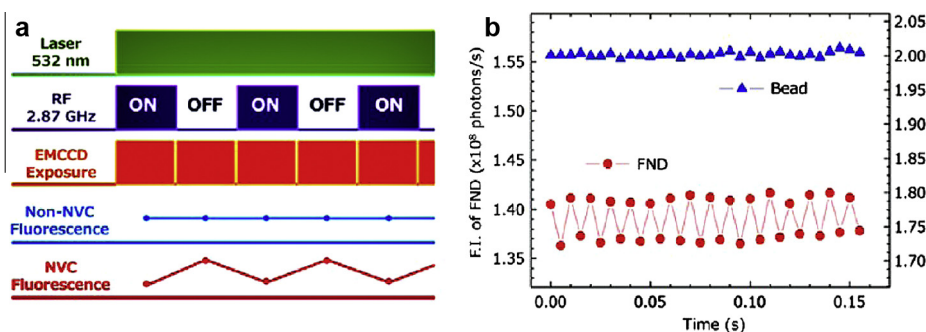 a
Laser
532 nm
RF
2.87 GHz
ON OFF ON OFF ON
EMCCD
Exposure
Non-NVC
Fluorescence
NVC
Fluorescence
b
F.I. of FND (x10⁸ photons/s)
1.55
1.50
1.45
1.40
1.35
Bead
FND
2.05
2.00
1.95
1.90
1.85
1.80
1.75
1.70
0.00 0.05 0.10 0.15
Time (s)